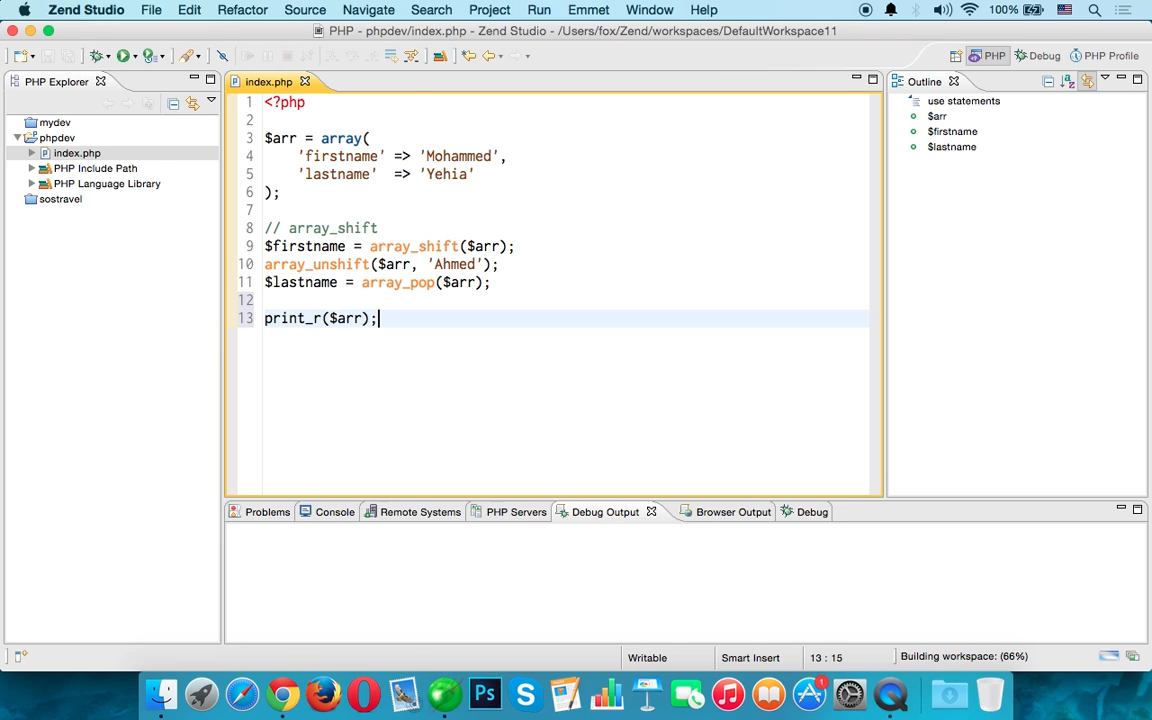 Zend Studio File Edit Refactor Source Navigate Search Project Run Emmet Window Help 100%
PHP - phpdev/index.php - Zend Studio - /Users/fox/Zend/workspaces/DefaultWorkspace11
PHP Debug PHP Profile
PHP Explorer
mydev
phpdev
index.php
PHP Include Path
PHP Language Library
sostravel
index.php
1 <?php
2
3 $arr = array(
4     'firstname' => 'Mohammed',
5     'lastname'  => 'Yehia'
6 );
7
8 // array_shift
9 $firstname = array_shift($arr);
10 array_unshift($arr, 'Ahmed');
11 $lastname = array_pop($arr);
12
13 print_r($arr);
Outline
use statements
$arr
$firstname
$lastname
Problems Console Remote Systems PHP Servers Debug Output Browser Output Debug
Writable Smart Insert 13 : 15 Building workspace: (66%)
Ps
1